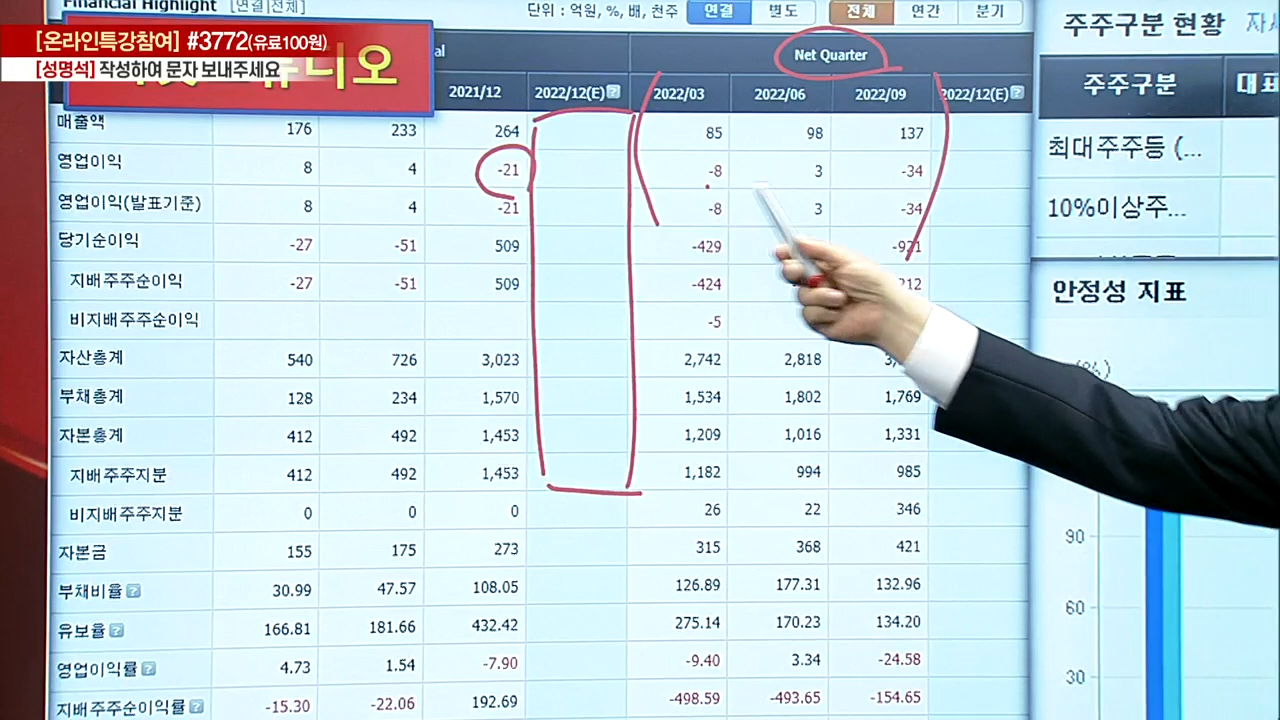 Financial Highlight [연결|전체]
단위 : 억원, %, 배, 천주 연결 별도 전체 연간 분기
[온라인특강참여] #3772(유료100원)
[성명석] 작성하여 문자 보내주세요
디오
al Net Quarter
2021/12 2022/12(E) 2022/03 2022/06 2022/09 2022/12(E)
매출액 176 233 264 85 98 137
영업이익 8 4 -21 -8 3 -34
영업이익(발표기준) 8 4 -21 -8 3 -34
당기순이익 -27 -51 509 -429
지배주주순이익 -27 -51 509 -424
비지배주주순이익 -5
자산총계 540 726 3,023 2,742 2,818
부채총계 128 234 1,570 1,534 1,802 1,769
자본총계 412 492 1,453 1,209 1,016 1,331
지배주주지분 412 492 1,453 1,182 994 985
비지배주주지분 0 0 0 26 22 346
자본금 155 175 273 315 368 421
부채비율 30.99 47.57 108.05 126.89 177.31 132.96
유보율 166.81 181.66 432.42 275.14 170.23 134.20
영업이익률 4.73 1.54 -7.90 -9.40 3.34 -24.58
지배주주순이익률 -15.30 -22.06 192.69 -498.59 -493.65 -154.65
주주구분 현황
주주구분 대표
최대주주등 (...
10%이상주...
안정성 지표
(%)
90
60
30